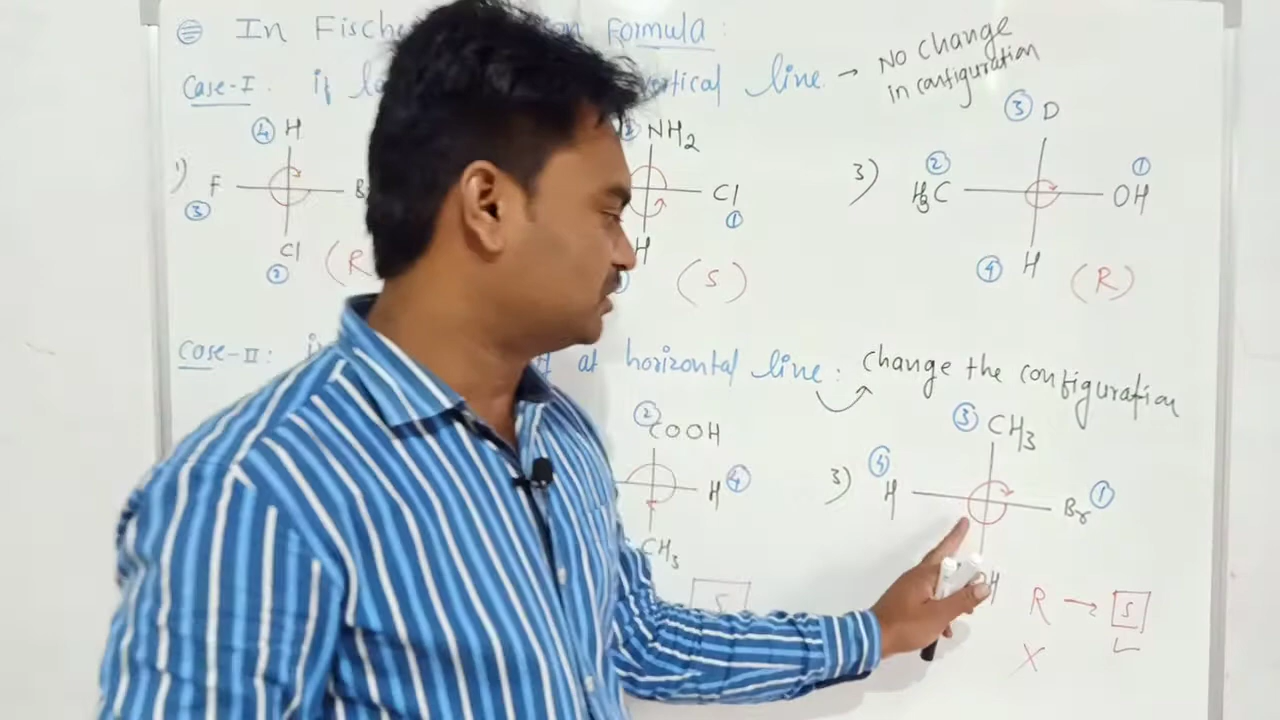 In Fische on Formula:
Case-I. if vertical line → No change in configuration
1) ④ H
F ③
Cl ②
(R
NH2
Cl ①
H
(S)
3) ③ D
② H3C
OH ①
④ H
(R)
Case-II: at horizontal line: change the configuration
② COOH
H ④
CH3
S
3) ③ CH3
④ H
Br ①
H
R → S
X